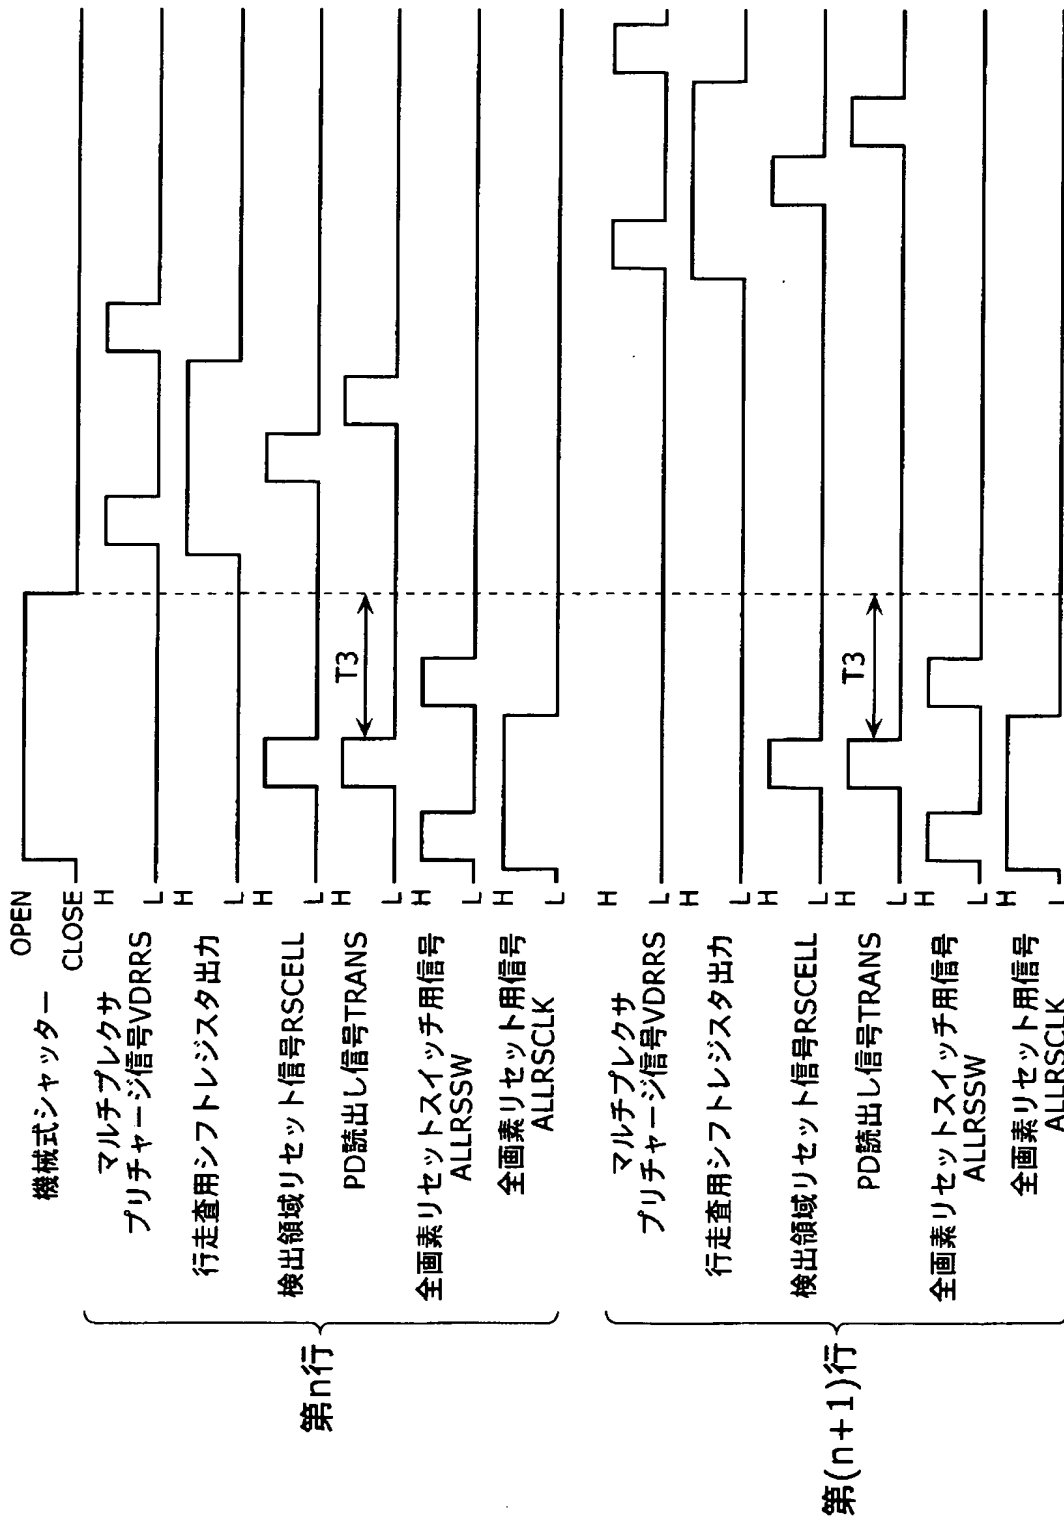 OPEN
機械式シャッター
CLOSE
第n行
マルチプレクサ
プリチャージ信号VDRRS
H
L
行走査用シフトレジスタ出力
H
L
検出領域リセット信号RSCELL
H
L
PD読出し信号TRANS
H
L
T3
全画素リセットスイッチ用信号
ALLRSSW
H
L
全画素リセット用信号
ALLRSCLK
H
L
第(n+1)行
マルチプレクサ
プリチャージ信号VDRRS
H
L
行走査用シフトレジスタ出力
H
L
検出領域リセット信号RSCELL
H
L
PD読出し信号TRANS
H
L
T3
全画素リセットスイッチ用信号
ALLRSSW
H
L
全画素リセット用信号
ALLRSCLK
H
L